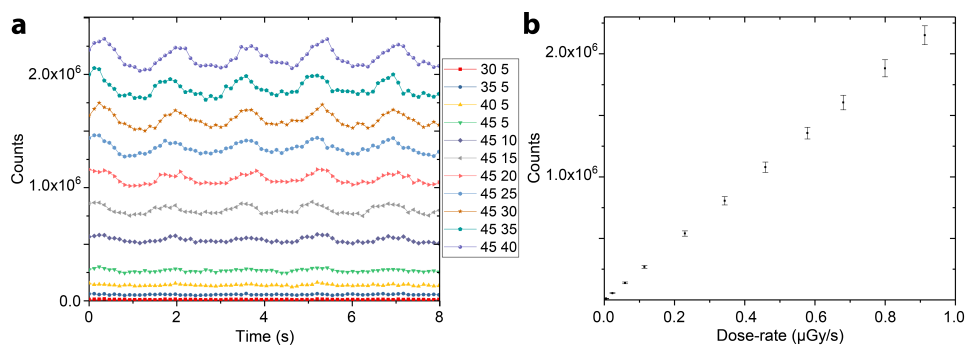 a
Counts
2.0x10⁶
1.0x10⁶
0.0
0 2 4 6 8
Time (s)
30 5
35 5
40 5
45 5
45 10
45 15
45 20
45 25
45 30
45 35
45 40
b
Counts
2.0x10⁶
1.0x10⁶
0.0 0.2 0.4 0.6 0.8 1.0
Dose-rate (μGy/s)